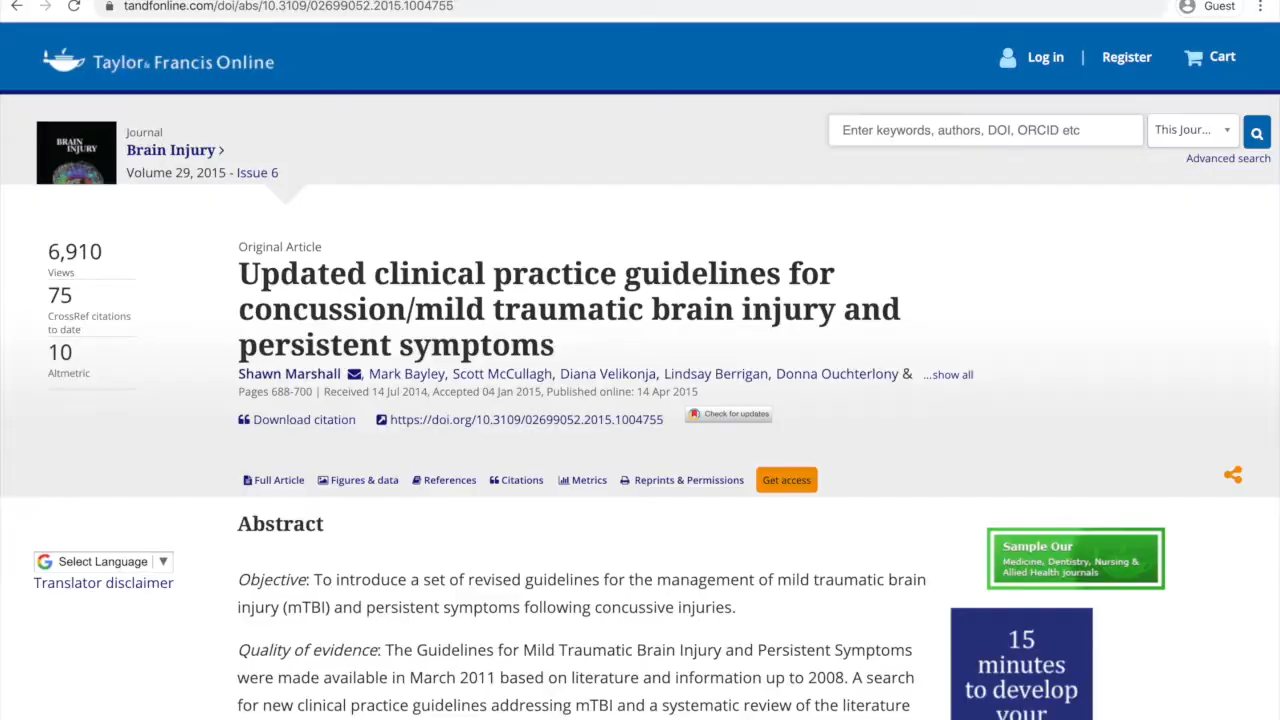 tandfonline.com/doi/abs/10.3109/02699052.2015.1004755
Guest
Taylor & Francis Online
Log in | Register Cart
Journal
Brain Injury >
Volume 29, 2015 - Issue 6
BRAIN
INJURY
Enter keywords, authors, DOI, ORCID etc
This Jour...
Advanced search
6,910
Views
75
CrossRef citations
to date
10
Altmetric
Original Article
Updated clinical practice guidelines for
concussion/mild traumatic brain injury and
persistent symptoms
Shawn Marshall , Mark Bayley, Scott McCullagh, Diana Velikonja, Lindsay Berrigan, Donna Ouchterlony & ...show all
Pages 688-700 | Received 14 Jul 2014, Accepted 04 Jan 2015, Published online: 14 Apr 2015
Download citation https://doi.org/10.3109/02699052.2015.1004755 Check for updates
Full Article Figures & data References Citations Metrics Reprints & Permissions Get access
Abstract
Select Language ▼
Translator disclaimer
Objective: To introduce a set of revised guidelines for the management of mild traumatic brain
injury (mTBI) and persistent symptoms following concussive injuries.
Quality of evidence: The Guidelines for Mild Traumatic Brain Injury and Persistent Symptoms
were made available in March 2011 based on literature and information up to 2008. A search
for new clinical practice guidelines addressing mTBI and a systematic review of the literature
Sample Our
Medicine, Dentistry, Nursing &
Allied Health journals
15
minutes
to develop
your